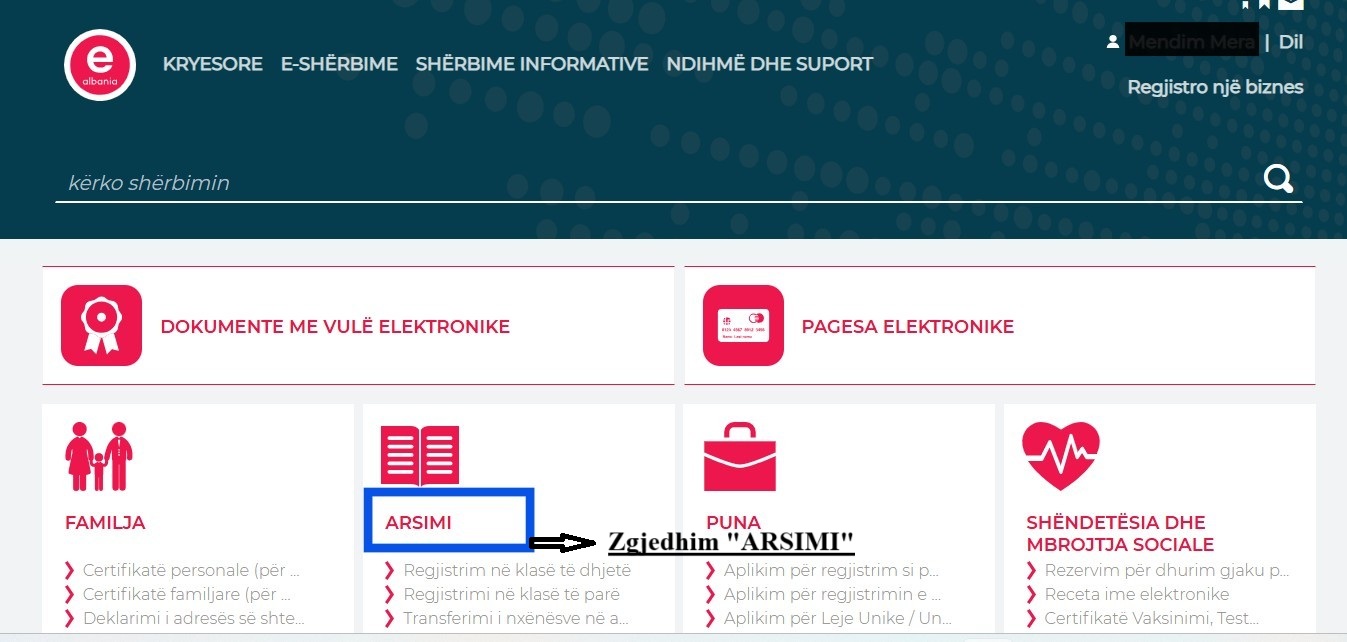 Mendim Mera | Dil
e
albania
KRYESORE E-SHËRBIME SHËRBIME INFORMATIVE NDIHMË DHE SUPORT
Regjistro një biznes
kërko shërbimin
DOKUMENTE ME VULË ELEKTRONIKE
PAGESA ELEKTRONIKE
FAMILJA
Certifikatë personale (për ...
Certifikatë familjare (për ...
Deklarimi i adresës së shte...
ARSIMI
Zgjedhim "ARSIMI"
Regjistrim në klasë të dhjetë
Regjistrimi në klasë të parë
Transferimi i nxënësve në a...
PUNA
Aplikim për regjistrim si p...
Aplikim për regjistrimin e ...
Aplikim për Leje Unike / Un...
SHËNDETËSIA DHE
MBROJTJA SOCIALE
Rezervim për dhurim gjaku p...
Receta ime elektronike
Certifikatë Vaksinimi, Test...